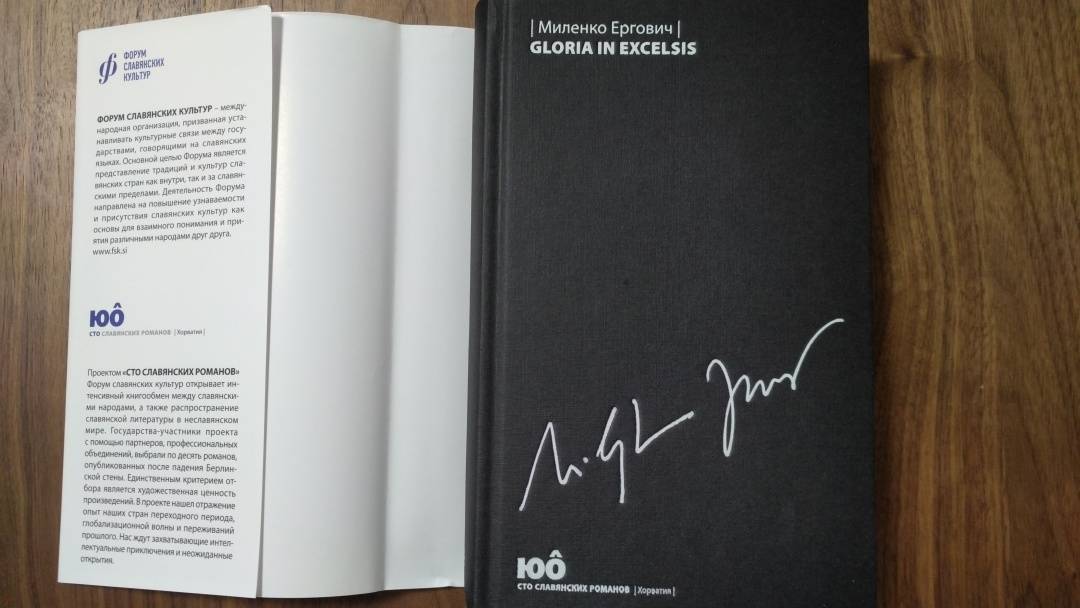 ФОРУМ
СЛАВЯНСКИХ
КУЛЬТУР
ФОРУМ СЛАВЯНСКИХ КУЛЬТУР – между-
народная организация, призванная уста-
навливать культурные связи между госу-
дарствами, говорящими на славянских
языках. Основной целью Форума является
представление традиций и культур сла-
вянских стран как внутри, так и за славян-
скими пределами. Деятельность Форума
направлена на повышение узнаваемости
и присутствия славянских культур как
основы для взаимного понимания и при-
ятия различными народами друг друга.
www.fsk.si
юô
СТО СЛАВЯНСКИХ РОМАНОВ | Хорватия |
Проектом «СТО СЛАВЯНСКИХ РОМАНОВ»
Форум славянских культур открывает ин-
тенсивный книгообмен между славянски-
ми народами, а также распространение
славянской литературы в неславянском
мире. Государства-участники проекта
с помощью партнеров, профессиональных
объединений, выбрали по десять романов,
опубликованных после падения Берлин-
ской стены. Единственным критерием от-
бора является художественная ценность
произведений. В проекте нашел отражение
опыт наших стран переходного периода,
глобализационной волны и переживаний
прошлого. Нас ждут захватывающие интел-
лектуальные приключения и неожиданные
открытия.
| Миленко Ергович |
GLORIA IN EXCELSIS
юô
СТО СЛАВЯНСКИХ РОМАНОВ | Хорватия |